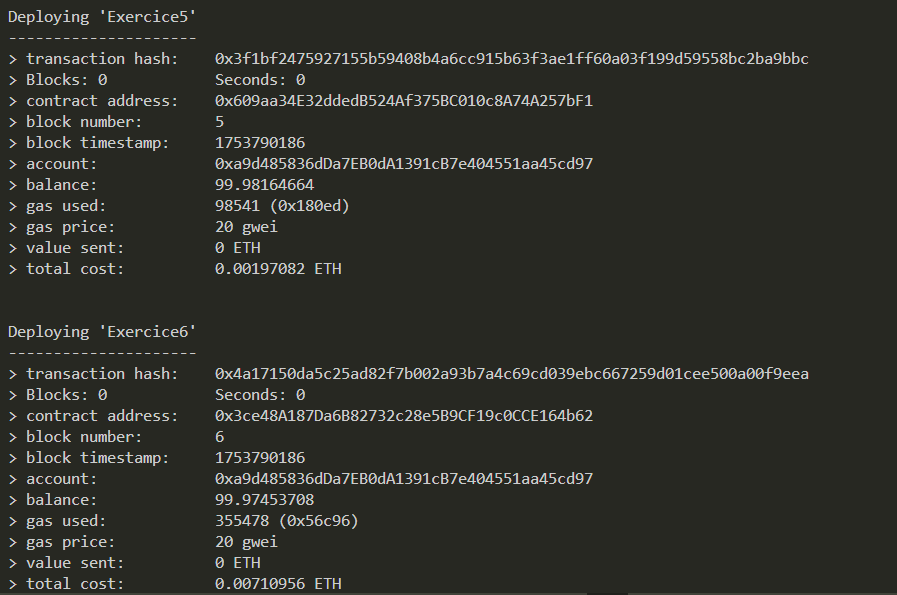 Deploying 'Exercice5'
---------------------
> transaction hash:    0x3f1bf2475927155b59408b4a6cc915b63f3ae1ff60a03f199d59558bc2ba9bbc
> Blocks: 0            Seconds: 0
> contract address:    0x609aa34E32ddedB524Af375BC010c8A74A257bF1
> block number:        5
> block timestamp:     1753790186
> account:             0xa9d485836dDa7EB0dA1391cB7e404551aa45cd97
> balance:             99.98164664
> gas used:            98541 (0x180ed)
> gas price:           20 gwei
> value sent:          0 ETH
> total cost:          0.00197082 ETH
Deploying 'Exercice6'
---------------------
> transaction hash:    0x4a17150da5c25ad82f7b002a93b7a4c69cd039ebc667259d01cee500a00f9eea
> Blocks: 0            Seconds: 0
> contract address:    0x3ce48A187Da6B82732c28e5B9CF19c0CCE164b62
> block number:        6
> block timestamp:     1753790186
> account:             0xa9d485836dDa7EB0dA1391cB7e404551aa45cd97
> balance:             99.97453708
> gas used:            355478 (0x56c96)
> gas price:           20 gwei
> value sent:          0 ETH
> total cost:          0.00710956 ETH